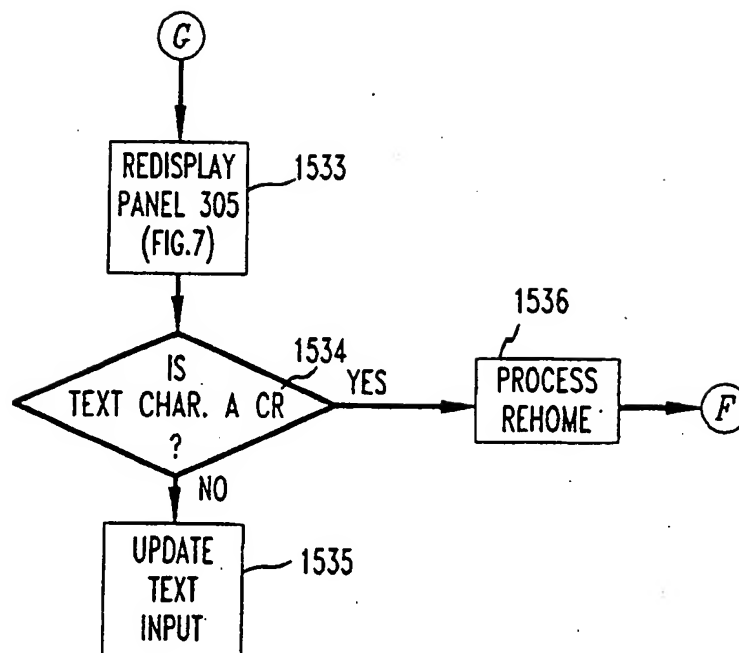 G
REDISPLAY
PANEL 305
(FIG.7)
1533
IS
TEXT CHAR. A CR
?
1534
YES
NO
1536
PROCESS
REHOME
F
UPDATE
TEXT
INPUT
1535